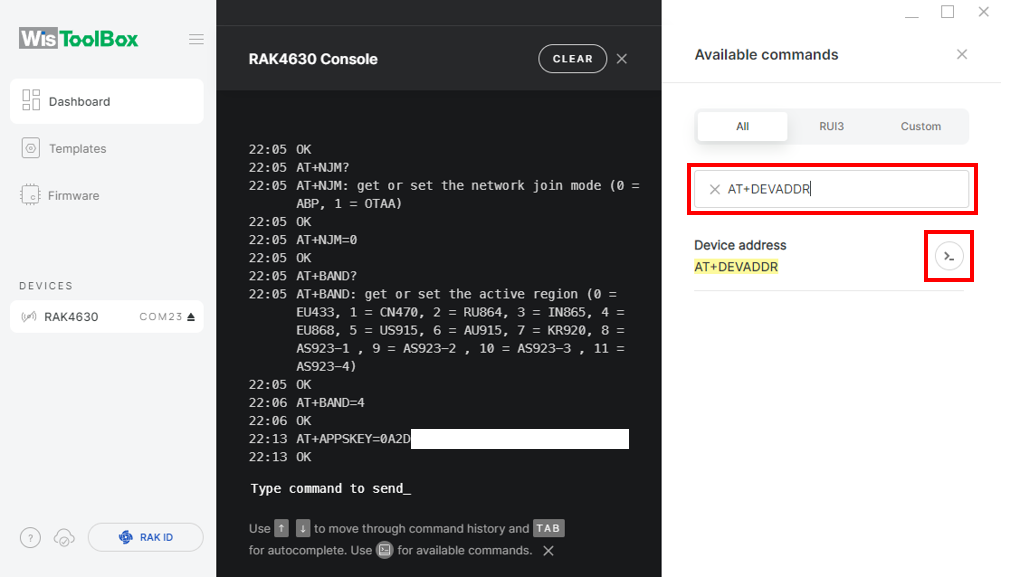 WisToolBox
Dashboard
Templates
Firmware
DEVICES
RAK4630 COM23
?
RAK ID
RAK4630 Console
CLEAR
22:05 OK
22:05 AT+NJM?
22:05 AT+NJM: get or set the network join mode (0 =
ABP, 1 = OTAA)
22:05 OK
22:05 AT+NJM=0
22:05 OK
22:05 AT+BAND?
22:05 AT+BAND: get or set the active region (0 =
EU433, 1 = CN470, 2 = RU864, 3 = IN865, 4 =
EU868, 5 = US915, 6 = AU915, 7 = KR920, 8 =
AS923-1 , 9 = AS923-2 , 10 = AS923-3 , 11 =
AS923-4)
22:05 OK
22:06 AT+BAND=4
22:06 OK
22:13 AT+APPSKEY=0A2D
22:13 OK
Type command to send_
Use ↑ ↓ to move through command history and TAB
for autocomplete. Use for available commands.
Available commands
All RUI3 Custom
AT+DEVADDR
Device address
AT+DEVADDR